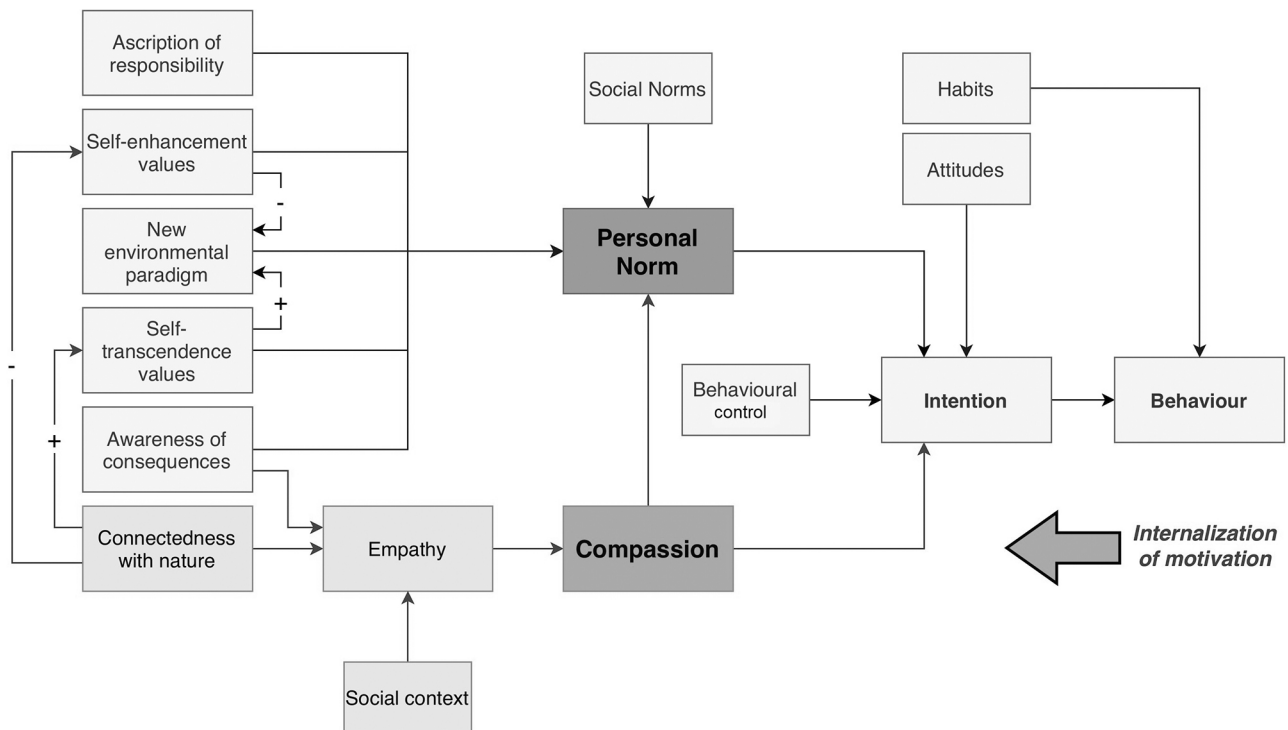 Ascription of
responsibility
Self-enhancement
values
-
New
environmental
paradigm
+
Self-
transcendence
values
-
+
Awareness of
consequences
Connectedness
with nature
Empathy
Social context
Social Norms
Personal
Norm
Compassion
Habits
Attitudes
Behavioural
control
Intention
Behaviour
Internalization
of motivation